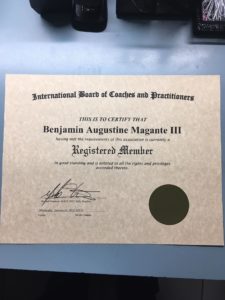 International Board of Coaches and Practitioners
THIS IS TO CERTIFY THAT
Benjamin Augustine Magante III
having met the requirements of this association is currently a
Registered Member
in good standing and is entitled to all the rights and privileges
accorded thereto.